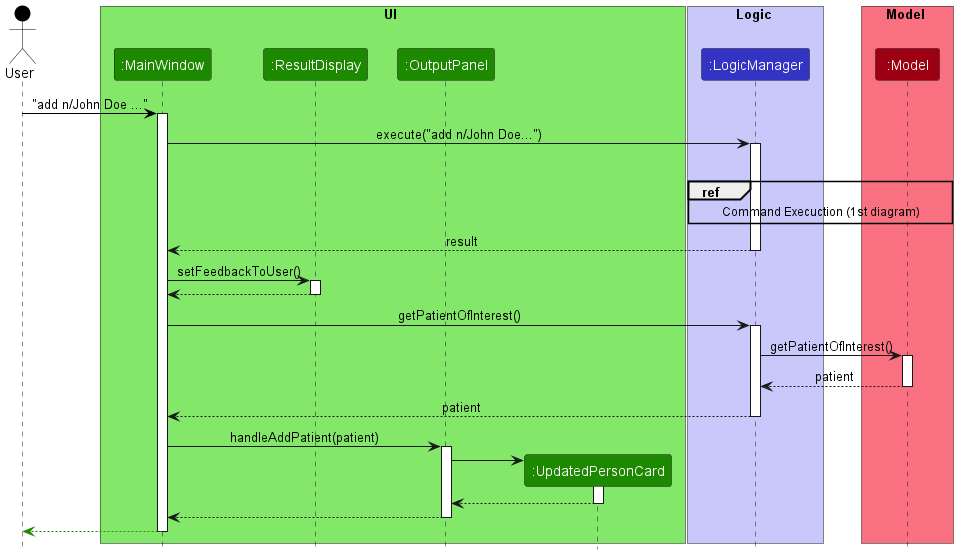 UI
Logic
Model
User
:MainWindow
:ResultDisplay
:OutputPanel
:LogicManager
:Model
"add n/John Doe ..."
execute("add n/John Doe...")
ref
Command Execuction (1st diagram)
result
setFeedbackToUser()
getPatientOfInterest()
getPatientOfInterest()
patient
patient
handleAddPatient(patient)
:UpdatedPersonCard